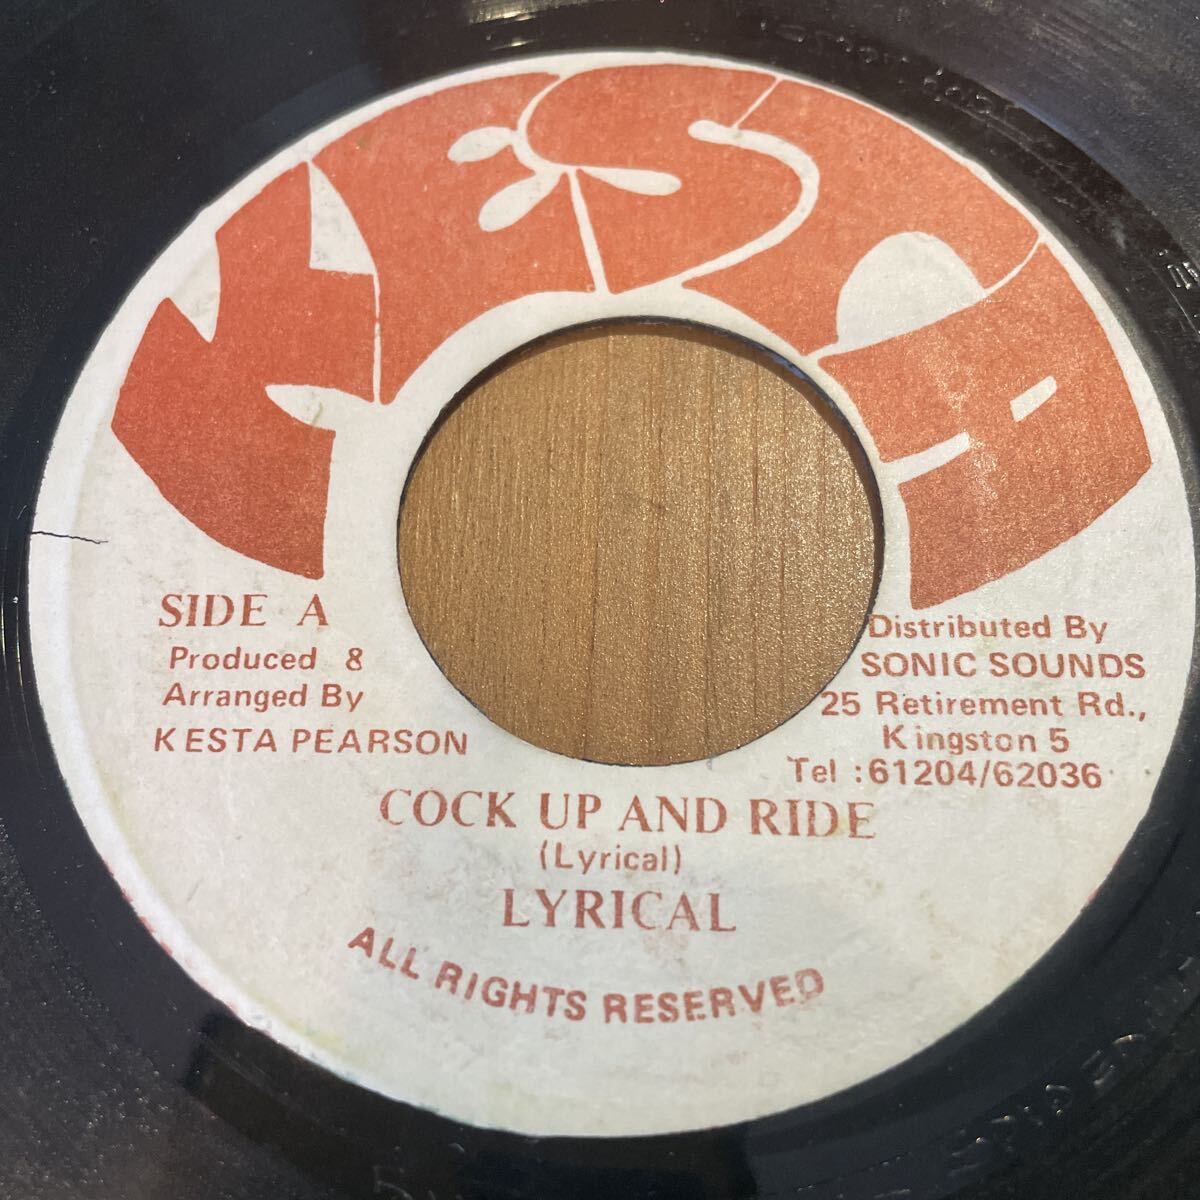 KESTA
SIDE A
Produced &
Arranged By
KESTA PEARSON
Distributed By
SONIC SOUNDS
25 Retirement Rd.,
Kingston 5
Tel :61204/62036
COCK UP AND RIDE
(Lyrical)
LYRICAL
ALL RIGHTS RESERVED